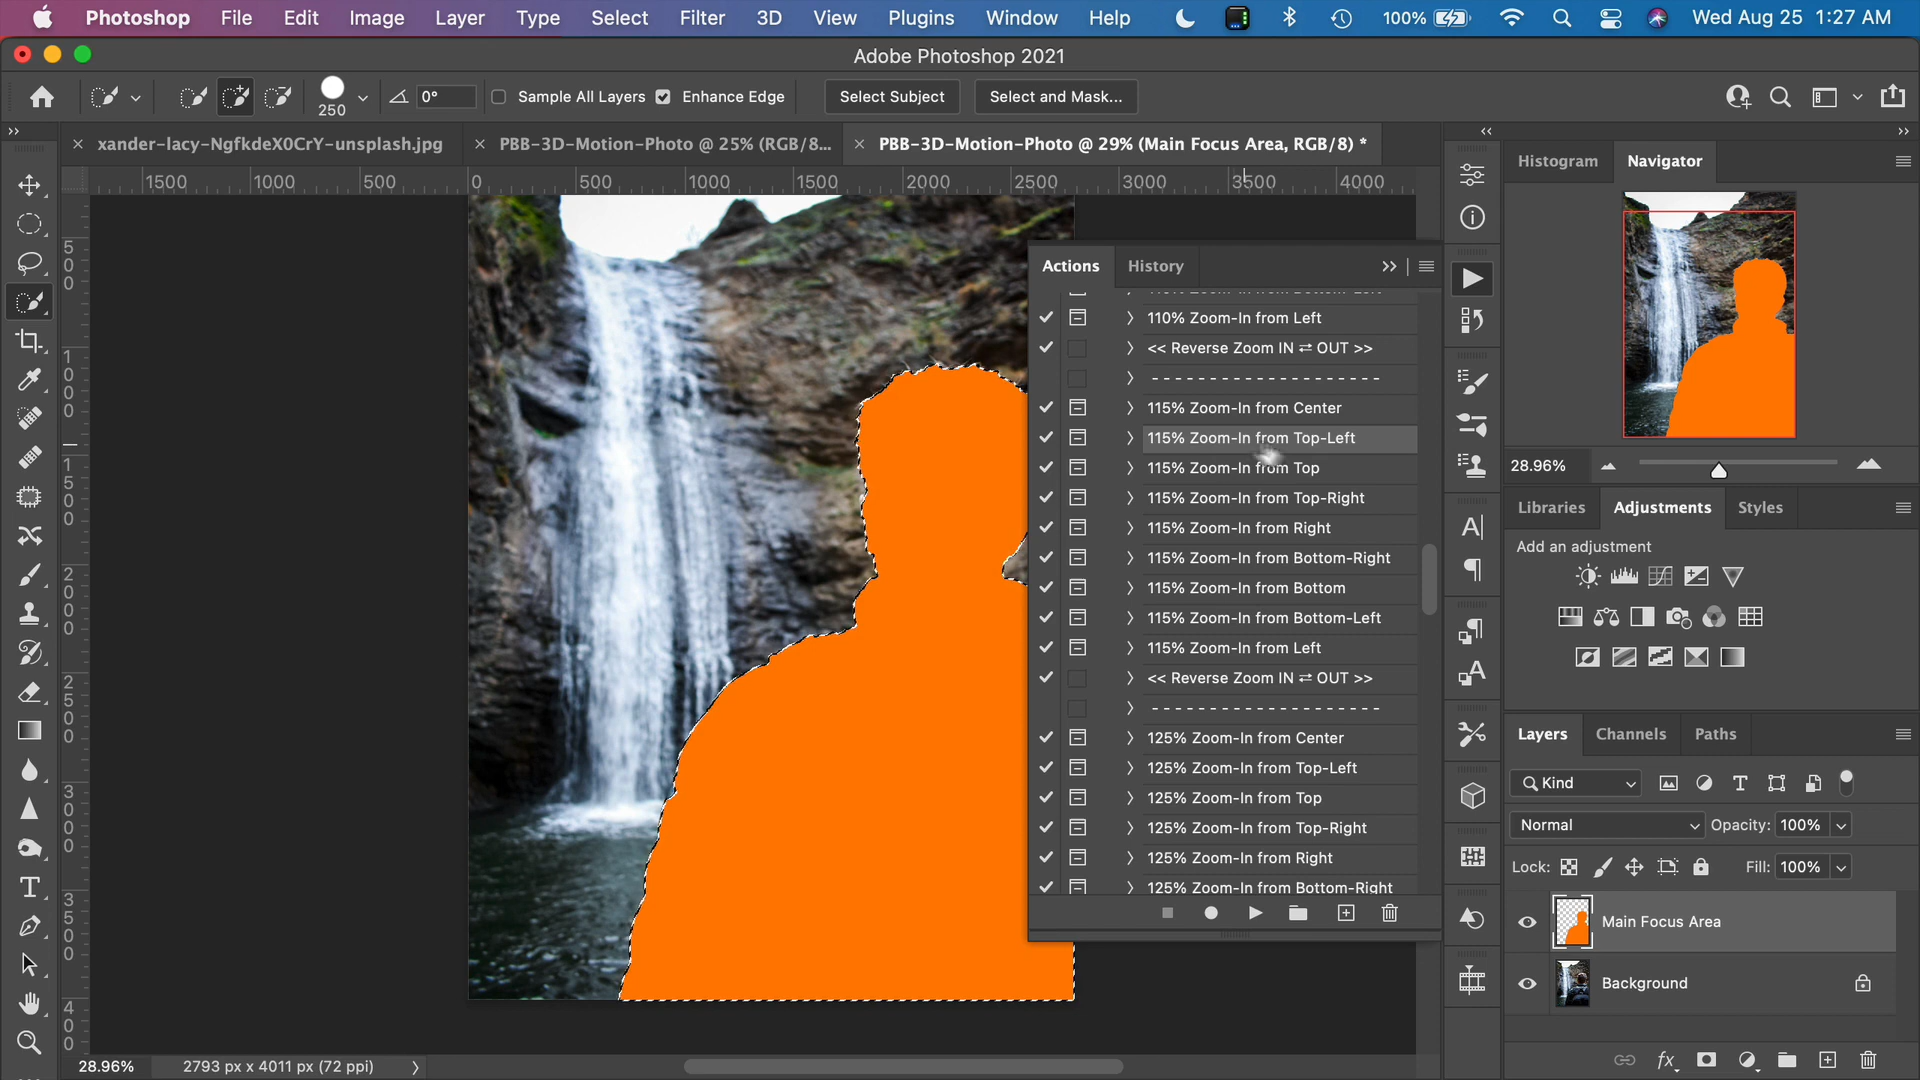 Photoshop File Edit Image Layer Type Select Filter 3D View Plugins Window Help 100% Wed Aug 25 1:27 AM
Adobe Photoshop 2021
250 0° Sample All Layers Enhance Edge Select Subject Select and Mask...
xander-lacy-NgfkdeX0CrY-unsplash.jpg PBB-3D-Motion-Photo @ 25% (RGB/8... PBB-3D-Motion-Photo @ 29% (Main Focus Area, RGB/8) *
1500 1000 500 0 500 1000 1500 2000 2500 3000 3500 4000
500
1000
1500
2000
2500
3000
3500
400
Actions History
110% Zoom-In from Left
<< Reverse Zoom IN ⇄ OUT >>
- - - - - - - - - - - - - - - - - - - -
115% Zoom-In from Center
115% Zoom-In from Top-Left
115% Zoom-In from Top
115% Zoom-In from Top-Right
115% Zoom-In from Right
115% Zoom-In from Bottom-Right
115% Zoom-In from Bottom
115% Zoom-In from Bottom-Left
115% Zoom-In from Left
<< Reverse Zoom IN ⇄ OUT >>
- - - - - - - - - - - - - - - - - - - -
125% Zoom-In from Center
125% Zoom-In from Top-Left
125% Zoom-In from Top
125% Zoom-In from Top-Right
125% Zoom-In from Right
125% Zoom-In from Bottom-Right
Histogram Navigator
28.96%
Libraries Adjustments Styles
Add an adjustment
Layers Channels Paths
Kind
Normal Opacity: 100%
Lock: Fill: 100%
Main Focus Area
Background
28.96% 2793 px x 4011 px (72 ppi)